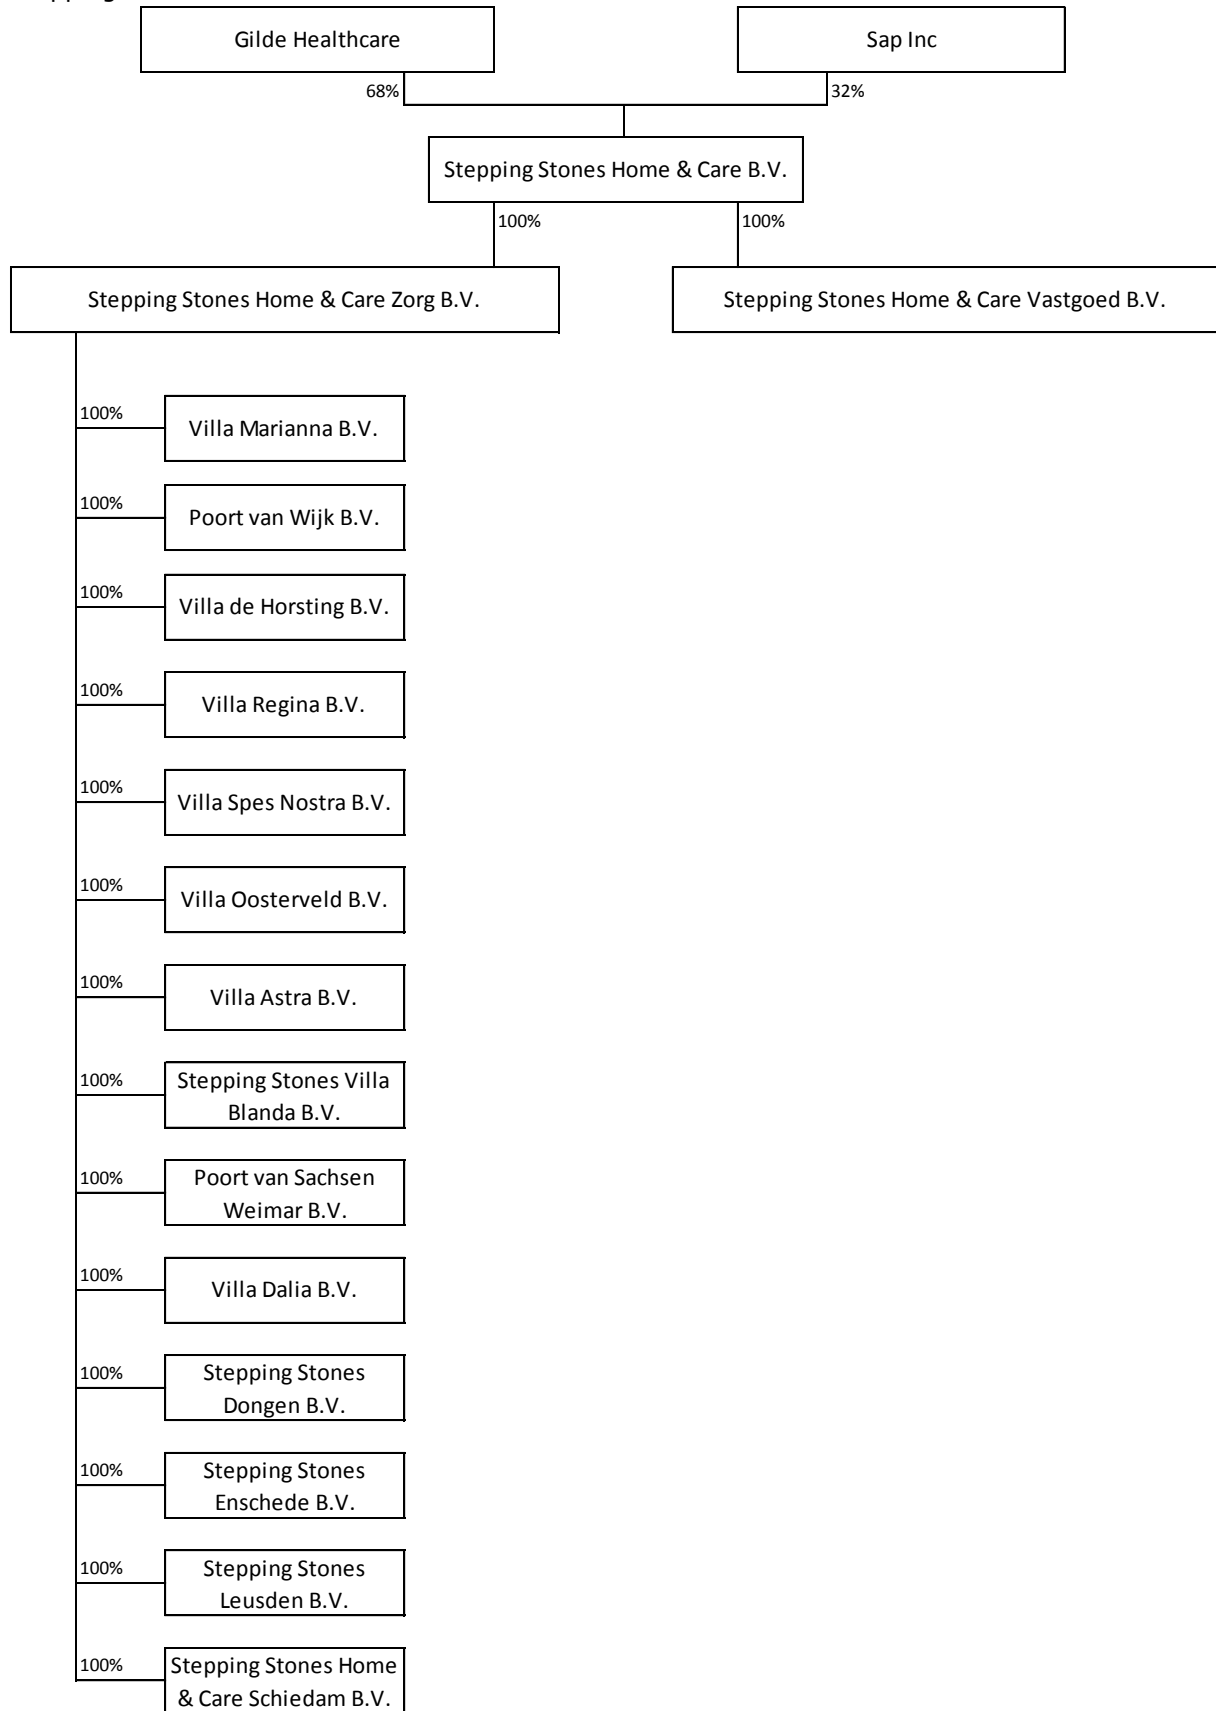 Gilde Healthcare
Sap Inc
68%
32%
Stepping Stones Home & Care B.V.
100%
100%
Stepping Stones Home & Care Zorg B.V.
Stepping Stones Home & Care Vastgoed B.V.
100%
Villa Marianna B.V.
100%
Poort van Wijk B.V.
100%
Villa de Horsting B.V.
100%
Villa Regina B.V.
100%
Villa Spes Nostra B.V.
100%
Villa Oosterveld B.V.
100%
Villa Astra B.V.
100%
Stepping Stones Villa
Blanda B.V.
100%
Poort van Sachsen
Weimar B.V.
100%
Villa Dalia B.V.
100%
Stepping Stones
Dongen B.V.
100%
Stepping Stones
Enschede B.V.
100%
Stepping Stones
Leusden B.V.
100%
Stepping Stones Home
& Care Schiedam B.V.